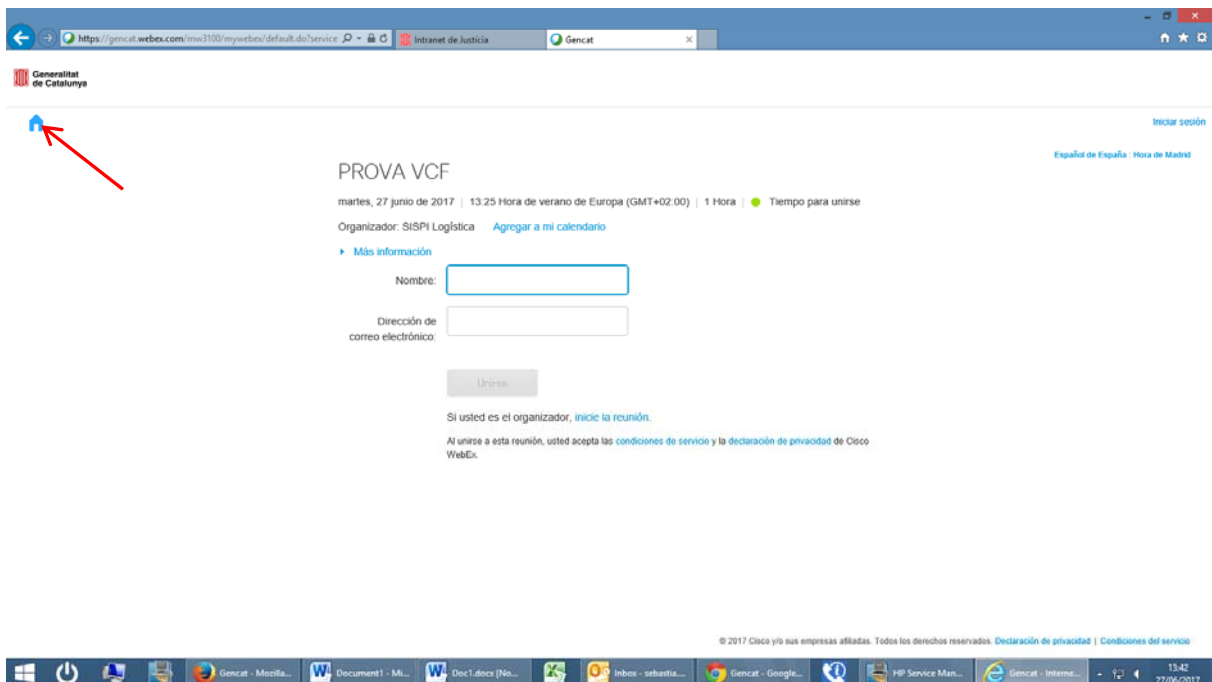 https://gencat.webex.com/mw3100/mywebex/default.do?service
Intranet de Justícia
Gencat
Generalitat
de Catalunya
Iniciar sesión
Español de España : Hora de Madrid
PROVA VCF
martes, 27 junio de 2017 | 13:25 Hora de verano de Europa (GMT+02:00) | 1 Hora | Tiempo para unirse
Organizador: SISPI Logística Agregar a mi calendario
Más información
Nombre:
Dirección de
correo electrónico:
Unirse
Si usted es el organizador, inicie la reunión.
Al unirse a esta reunión, usted acepta las condiciones de servicio y la declaración de privacidad de Cisco
WebEx.
© 2017 Cisco y/o sus empresas afiliadas. Todos los derechos reservados. Declaración de privacidad | Condiciones del servicio
Gencat - Mozilla...
Document1 - Mi...
Doc1.docx [No...
Inbox - sebastia...
Gencat - Google...
HP Service Man...
Gencat - Interne...
13:42
27/06/2017